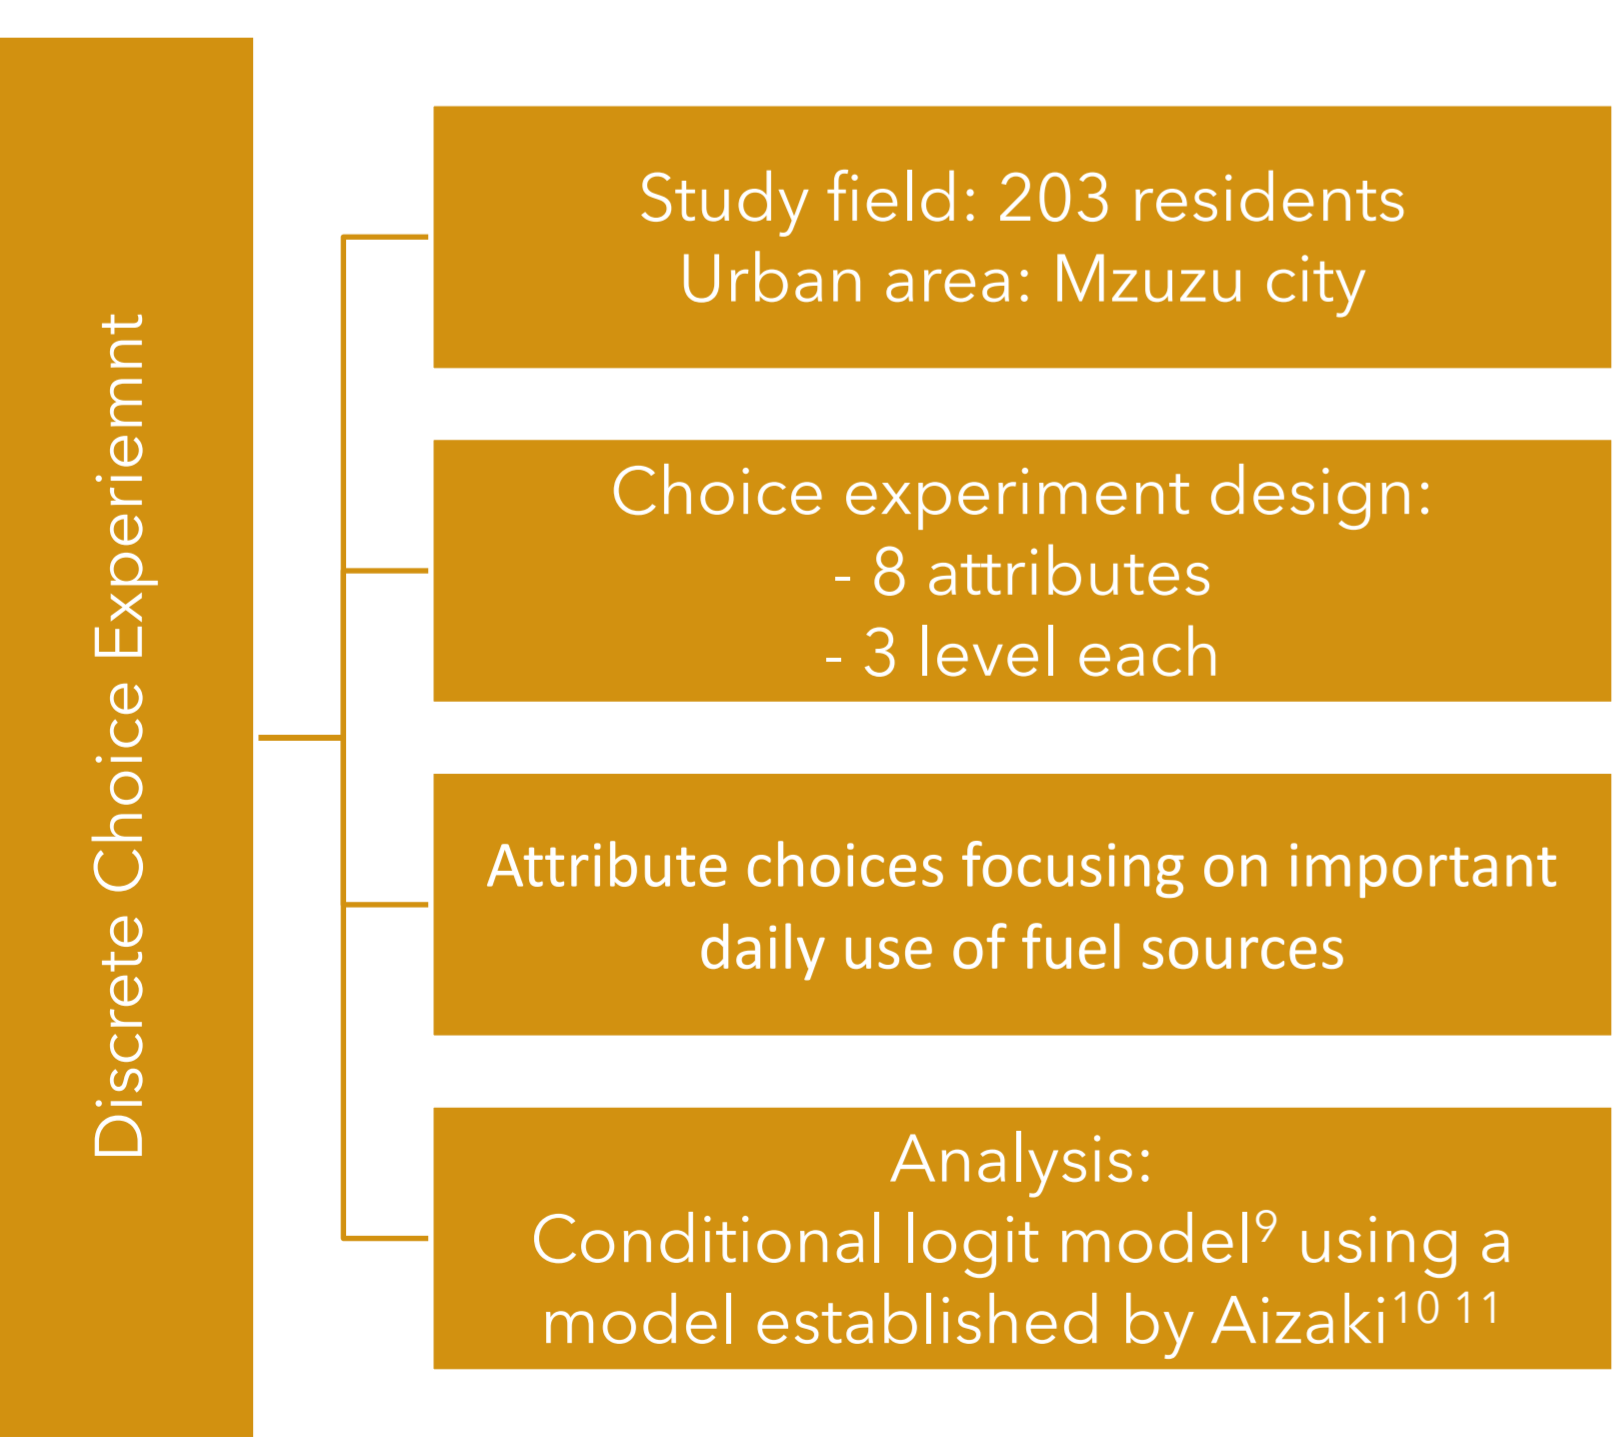 Discrete Choice Experiemnt
Study field: 203 residents
Urban area: Mzuzu city
Choice experiment design:
- 8 attributes
- 3 level each
Attribute choices focusing on important
daily use of fuel sources
Analysis:
Conditional logit model⁹ using a
model established by Aizaki¹⁰ ¹¹